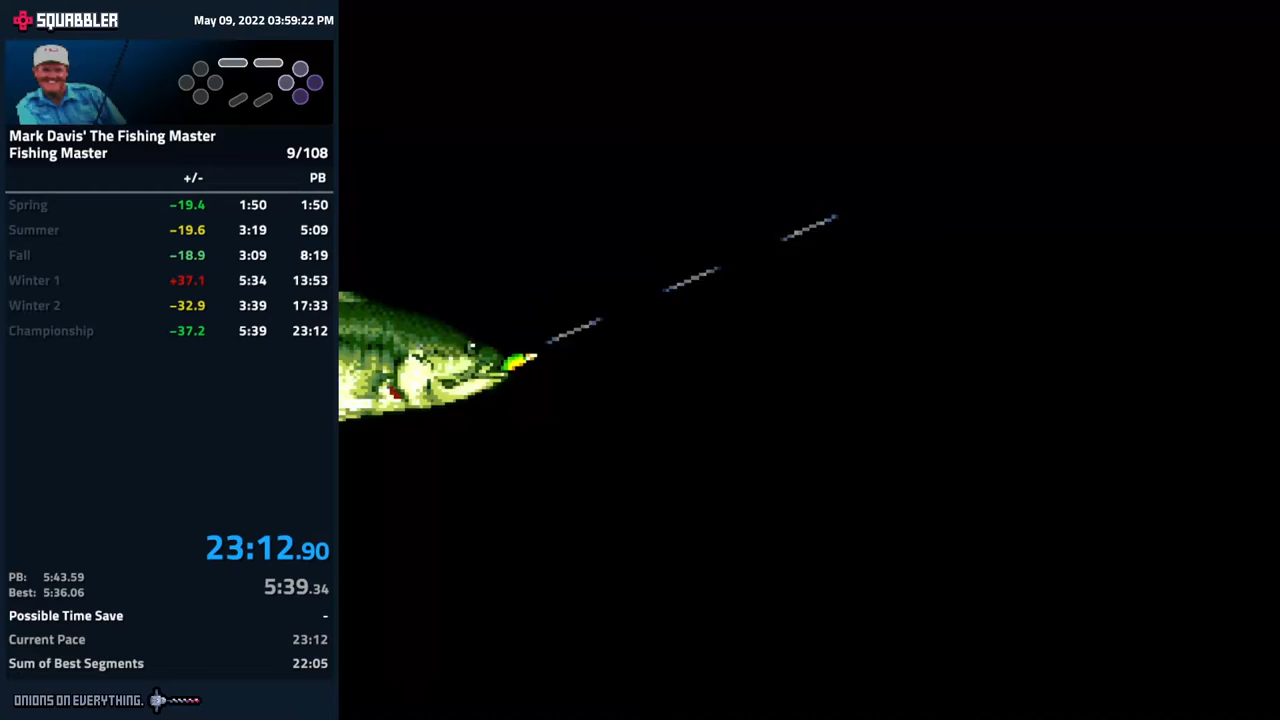 SQUABBLER May 09, 2022 03:59:22 PM
Mark Davis' The Fishing Master
Fishing Master 9/108
+/- PB
Spring -19.4 1:50 1:50
Summer -19.6 3:19 5:09
Fall -18.9 3:09 8:19
Winter 1 +37.1 5:34 13:53
Winter 2 -32.9 3:39 17:33
Championship -37.2 5:39 23:12
23:12.90
PB: 5:43.59
Best: 5:36.06
5:39.34
Possible Time Save -
Current Pace 23:12
Sum of Best Segments 22:05
ONIONS ON EVERYTHING.